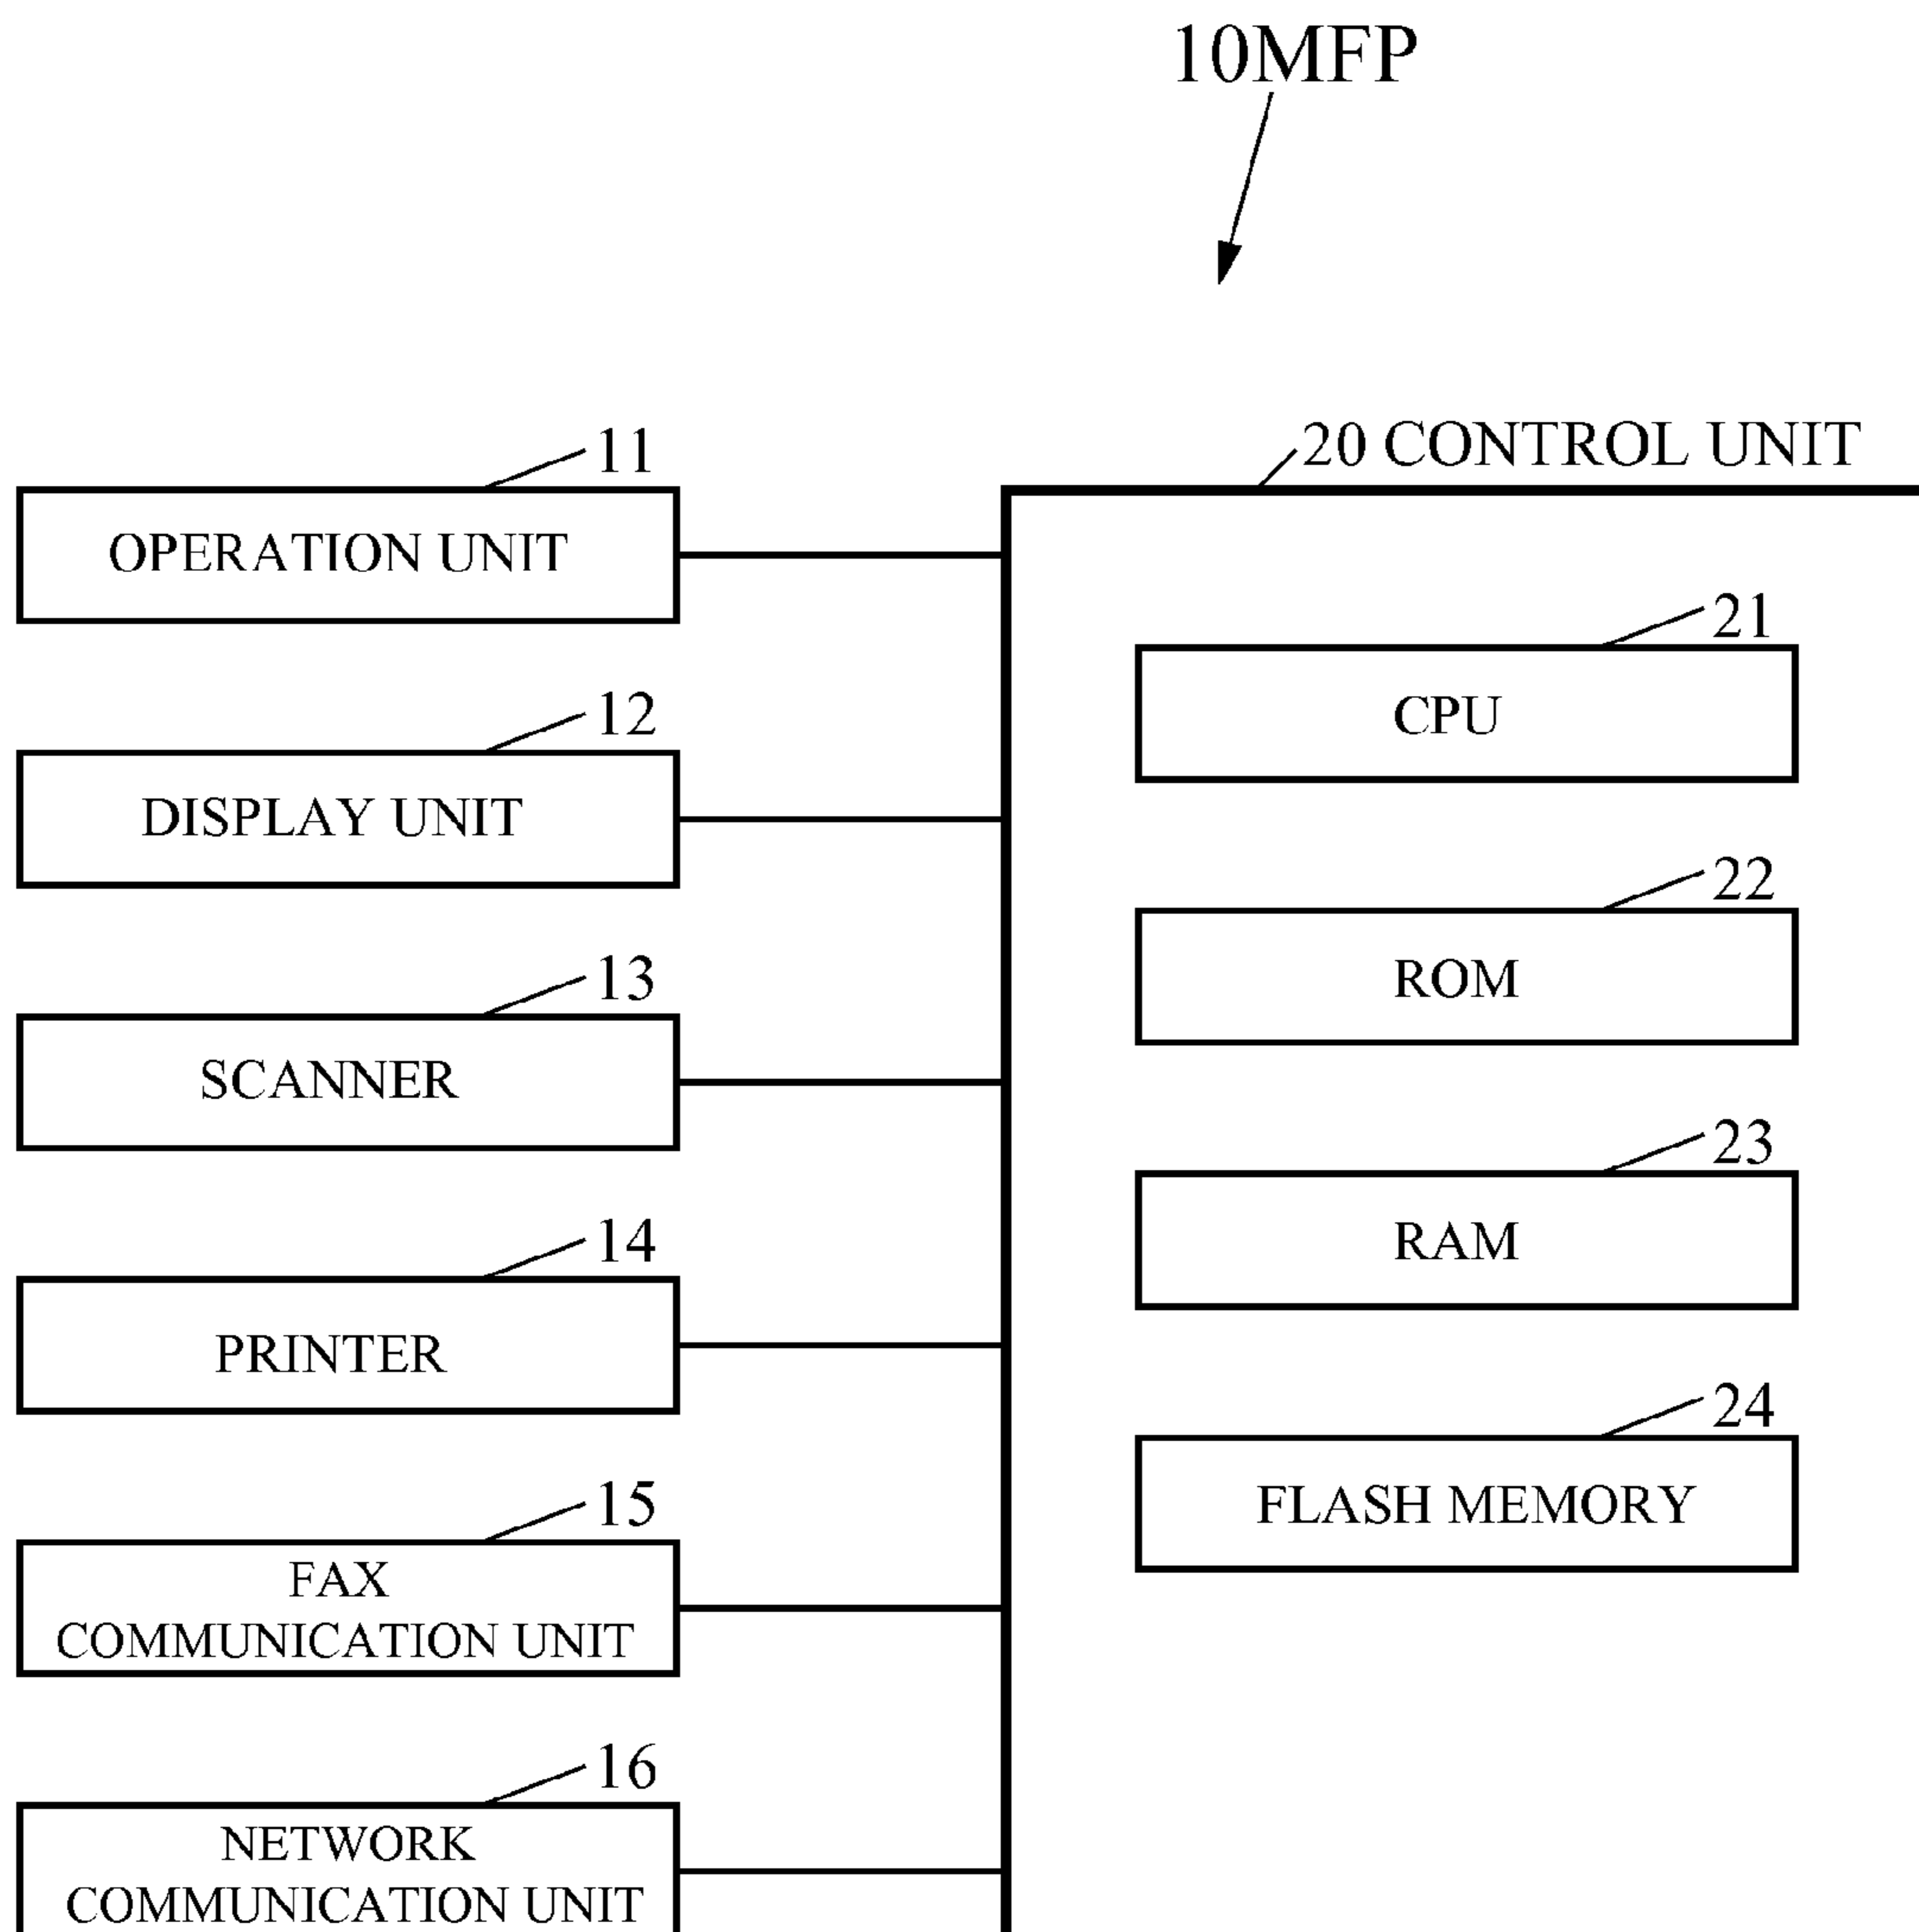 10MFP
20 CONTROL UNIT
11
OPERATION UNIT
12
DISPLAY UNIT
13
SCANNER
14
PRINTER
15
FAX
COMMUNICATION UNIT
16
NETWORK
COMMUNICATION UNIT
21
CPU
22
ROM
23
RAM
24
FLASH MEMORY